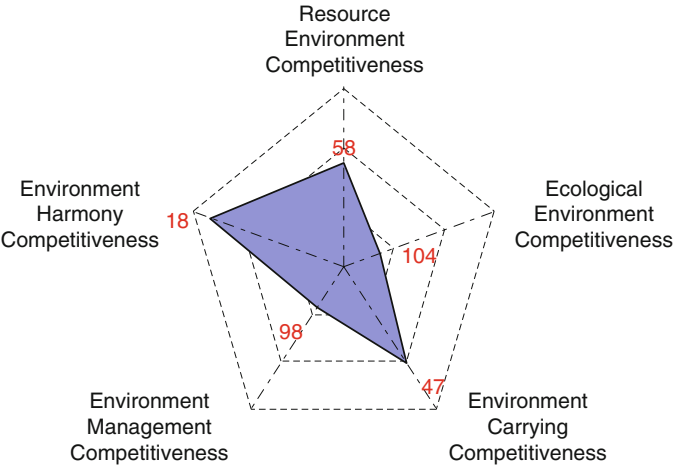 Resource
Environment
Competitiveness
58
Environment
Harmony
Competitiveness
18
Ecological
Environment
Competitiveness
104
98
47
Environment
Management
Competitiveness
Environment
Carrying
Competitiveness